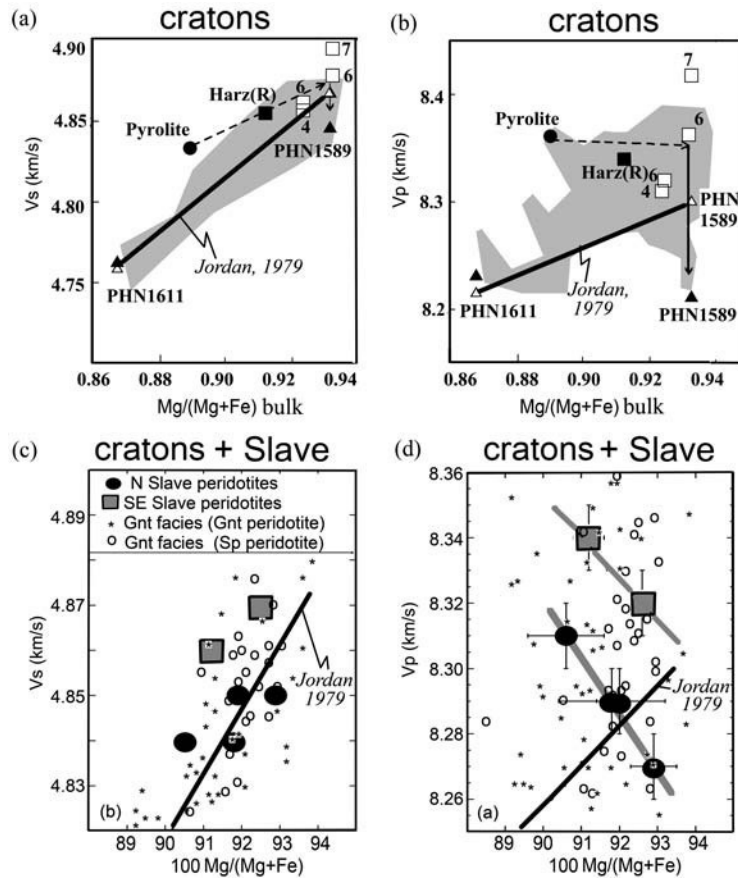 (a)
cratons
4.90
4.85
4.80
4.75
4.70
Vs (km/s)
7
6
6
4
Harz(R)
Pyrolite
PHN1589
Jordan, 1979
PHN1611
0.86
0.88
0.90
0.92
0.94
Mg/(Mg+Fe) bulk
(b)
cratons
8.4
8.3
8.2
Vp (km/s)
7
6
Pyrolite
Harz(R)
6
4
PHN
1589
Jordan,
1979
PHN1611
PHN1589
0.86
0.88
0.90
0.92
0.94
Mg/(Mg+Fe) bulk
(c)
cratons + Slave
N Slave peridotites
SE Slave peridotites
Gnt facies (Gnt peridotite)
Gnt facies (Sp peridotite)
4.89
4.87
4.85
4.83
Vs (km/s)
Jordan
1979
(b)
89
90
91
92
93
94
100 Mg/(Mg+Fe)
(d)
cratons + Slave
8.36
8.34
8.32
8.30
8.28
8.26
Vp (km/s)
Jordan
1979
(a)
89
90
91
92
93
94
100 Mg/(Mg+Fe)